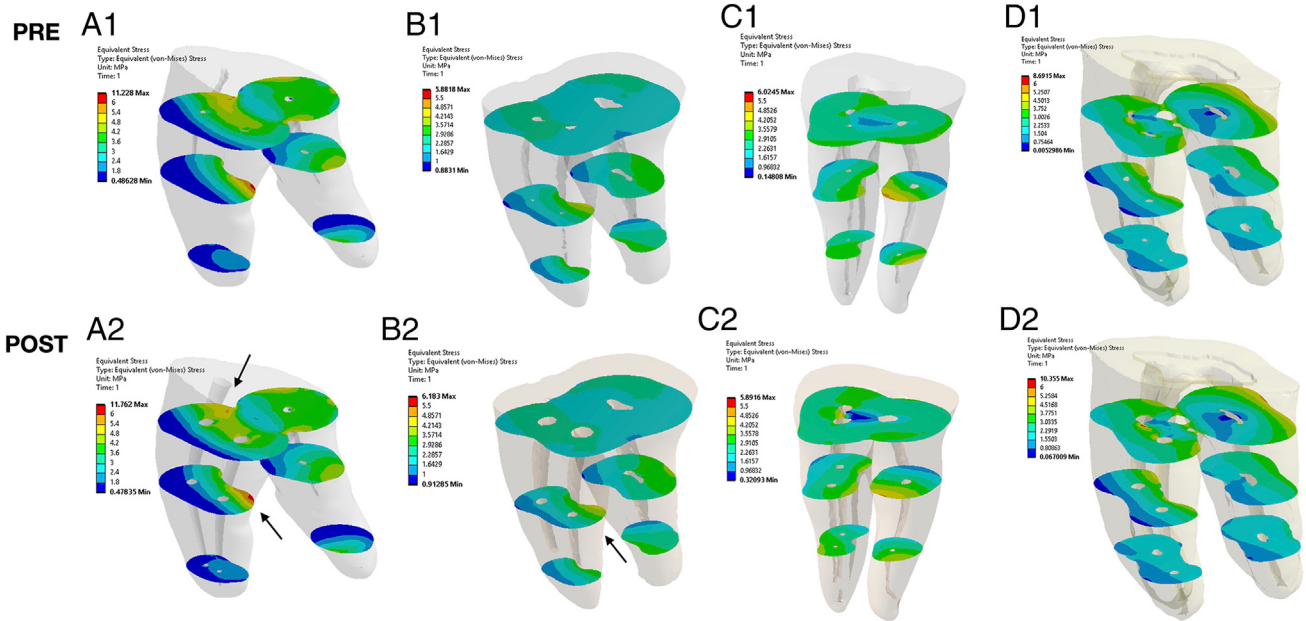 PRE
A1
Equivalent Stress
Type: Equivalent (von-Mises) Stress
Unit: MPa
Time: 1
11.228 Max
6
5.4
4.8
4.2
3.6
3
2.4
1.8
0.48628 Min
B1
Equivalent Stress
Type: Equivalent (von-Mises) Stress
Unit: MPa
Time: 1
5.8818 Max
5.5
4.8571
4.2143
3.5714
2.9286
2.2857
1.6429
1
0.8831 Min
C1
Equivalent Stress
Type: Equivalent (von-Mises) Stress
Unit: MPa
Time: 1
6.0245 Max
5.5
4.8526
4.2052
3.5579
2.9105
2.2631
1.6157
0.96832
0.14808 Min
D1
Equivalent Stress
Type: Equivalent (von-Mises) Stress
Unit: MPa
Time: 1
8.6915 Max
6
5.2507
4.5013
3.752
3.0026
2.2533
1.504
0.75464
0.0052986 Min
POST
A2
Equivalent Stress
Type: Equivalent (von-Mises) Stress
Unit: MPa
Time: 1
11.762 Max
6
5.4
4.8
4.2
3.6
3
2.4
1.8
0.47835 Min
B2
Equivalent Stress
Type: Equivalent (von-Mises) Stress
Unit: MPa
Time: 1
6.183 Max
5.5
4.8571
4.2143
3.5714
2.9286
2.2857
1.6429
1
0.91285 Min
C2
Equivalent Stress
Type: Equivalent (von-Mises) Stress
Unit: MPa
Time: 1
5.8916 Max
5.5
4.8526
4.2052
3.5578
2.9105
2.2631
1.6157
0.96832
0.32093 Min
D2
Equivalent Stress
Type: Equivalent (von-Mises) Stress
Unit: MPa
Time: 1
10.355 Max
6
5.2584
4.5168
3.7751
3.0335
2.2919
1.5503
0.80863
0.067009 Min